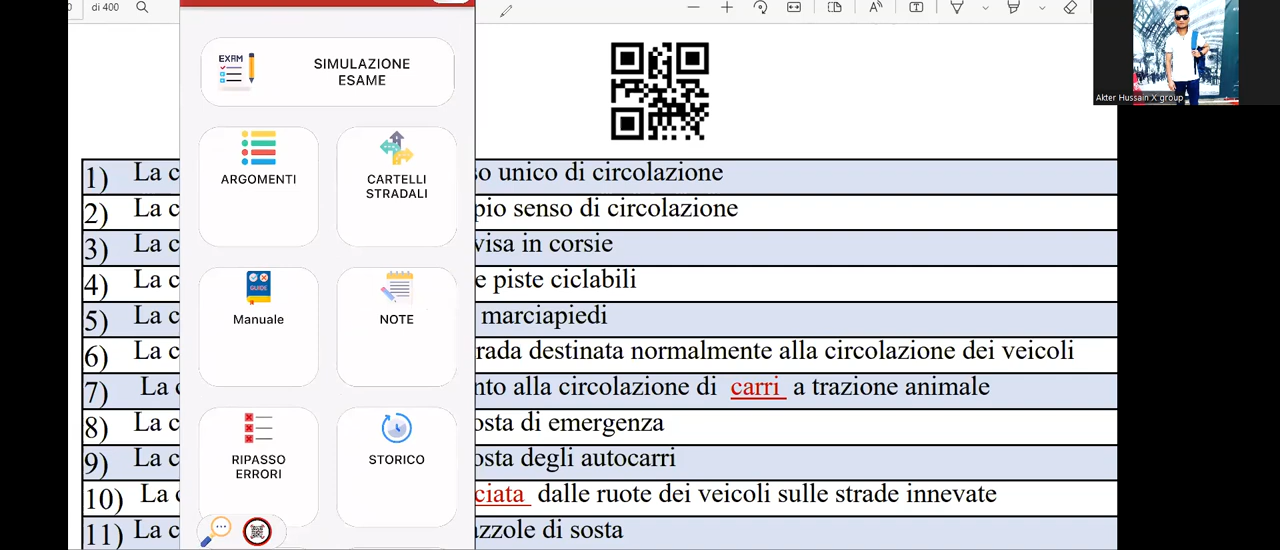 di 400
SIMULAZIONE
ESAME
EXAM
ARGOMENTI
CARTELLI
STRADALI
GUIDE
Manuale
NOTE
RIPASSO
ERRORI
STORICO
Akter Hussain X group
1) La c so unico di circolazione
2) La c pio senso di circolazione
3) La c visa in corsie
4) La c e piste ciclabili
5) La c marciapiedi
6) La c rada destinata normalmente alla circolazione dei veicoli
7) La c nto alla circolazione di carri a trazione animale
8) La c osta di emergenza
9) La c osta degli autocarri
10) La c ciata dalle ruote dei veicoli sulle strade innevate
11) La c azzole di sosta